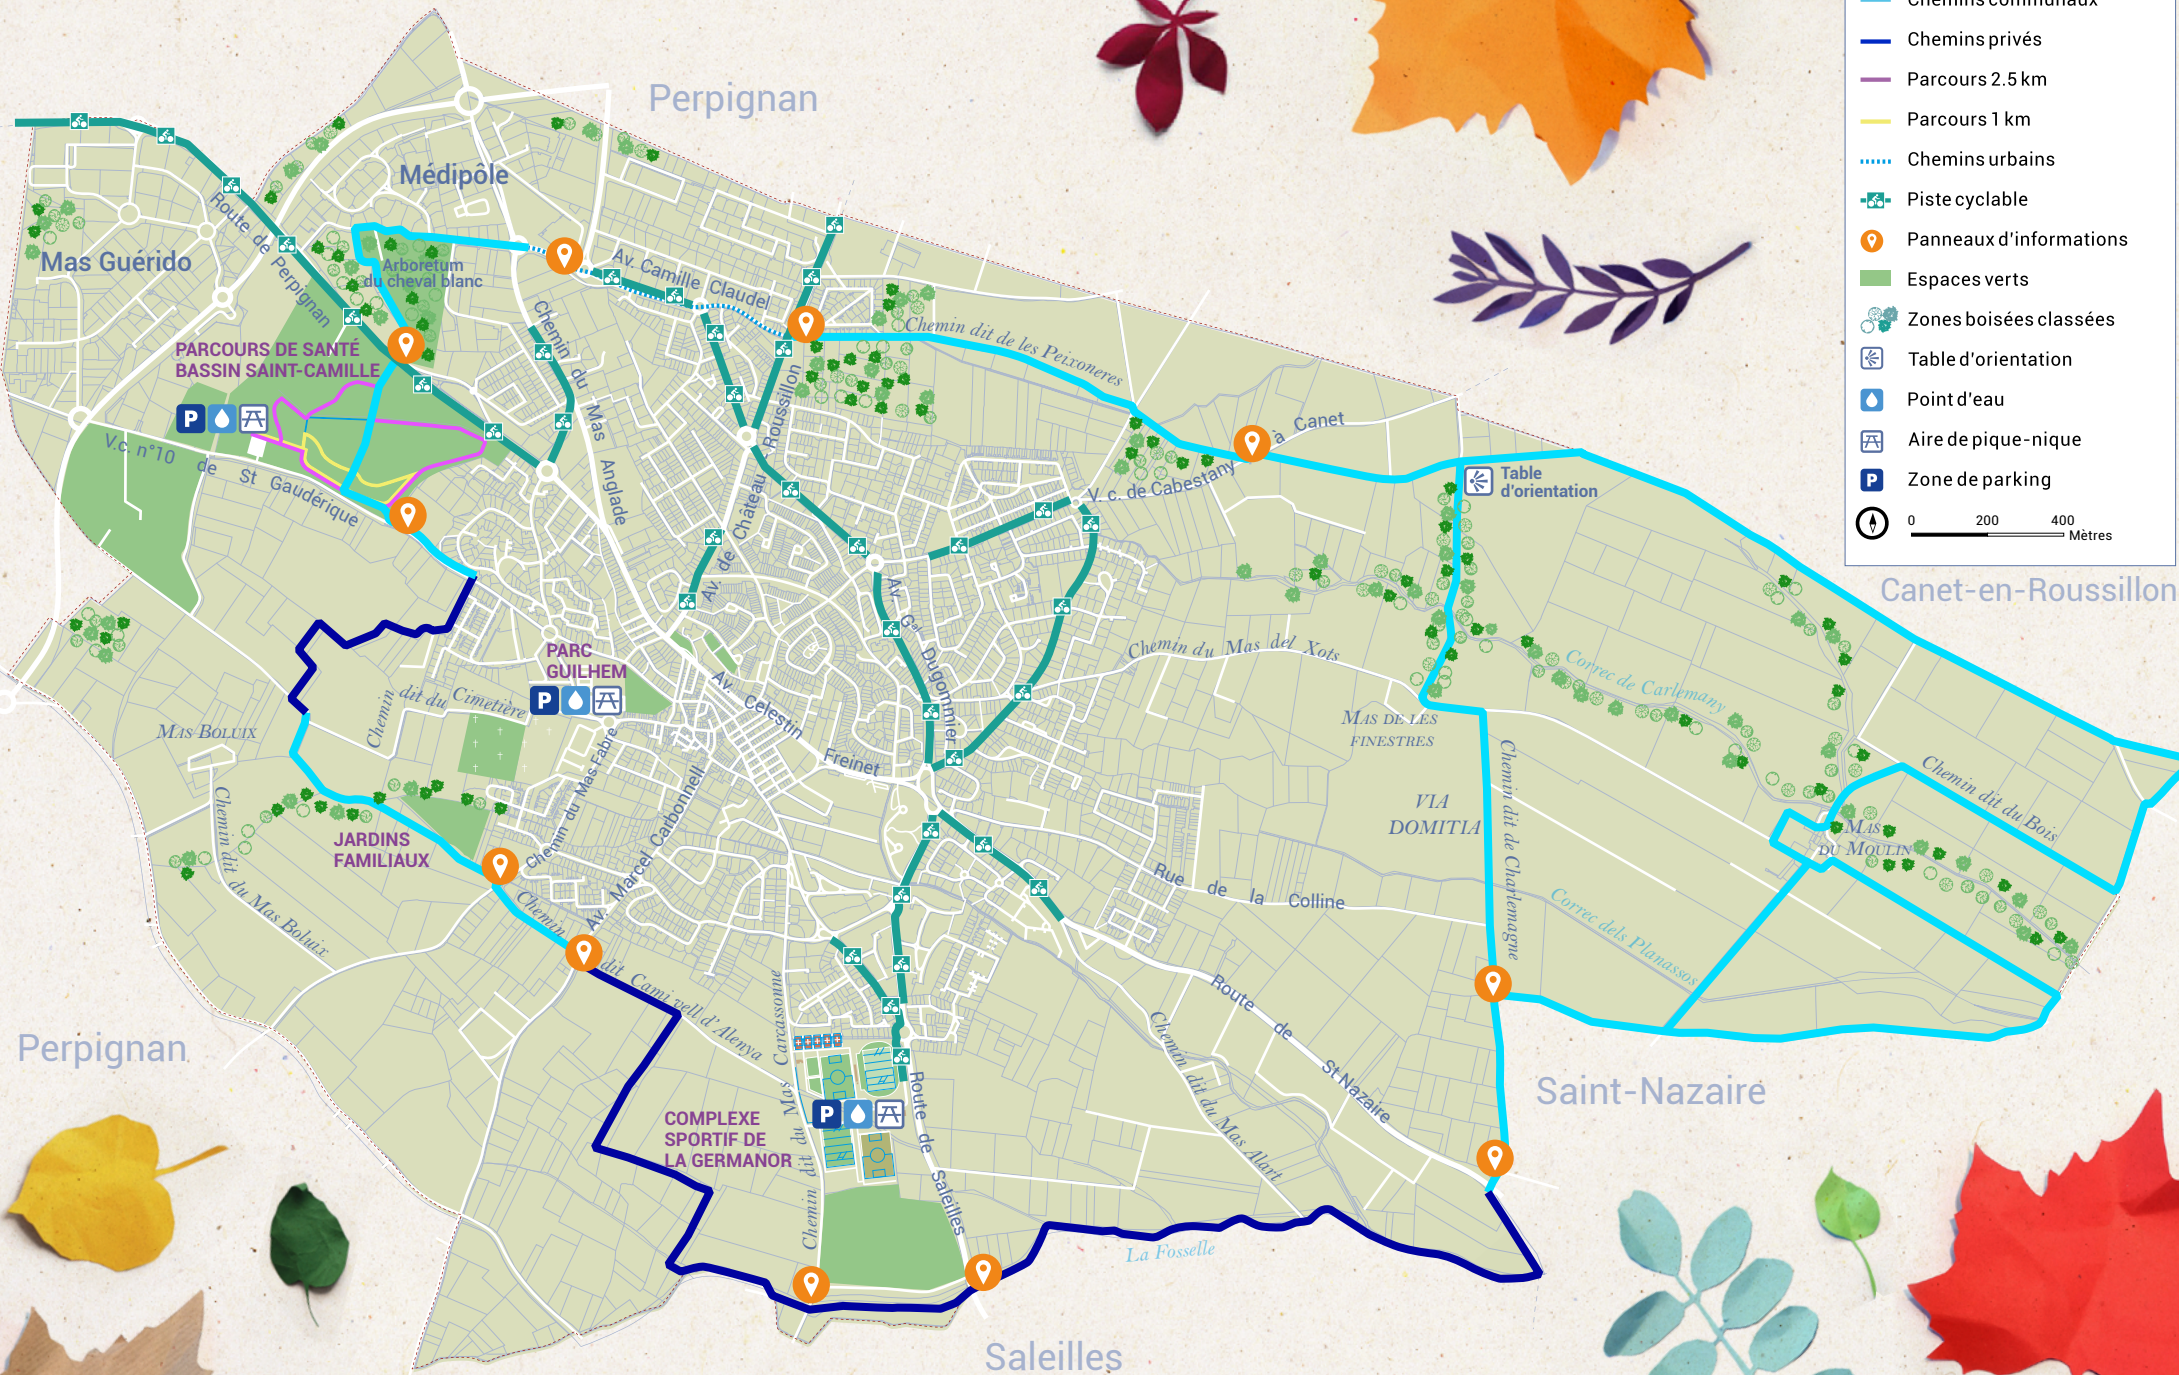 Chemins communaux
Chemins privés
Parcours 2.5 km
Parcours 1 km
Chemins urbains
Piste cyclable
Panneaux d'informations
Espaces verts
Zones boisées classées
Table d'orientation
Point d'eau
Aire de pique-nique
P
Zone de parking
0 200 400
Mètres
Perpignan
Médipôle
Mas Guérido
Route de Perpignan
Arboretum
du cheval blanc
Av. Camille Claudel
Chemin du Mas Anglade
Chemin dit de les Peixoneres
PARCOURS DE SANTÉ
BASSIN SAINT-CAMILLE
P
V.c. n°10 de St Gaudérique
Av. de Château Roussillon
V. c. de Cabestany à Canet
Table
d'orientation
Canet-en-Roussillon
Av. Gal Dugommier
Chemin du Mas del Xots
Correc de Carlemany
PARC
GUILHEM
P
Chemin dit du Cimetière
Av. Celestin Freinet
Mas Boluix
Mas de les
finestres
Chemin du Mas Fabre
Av. Marcel Carbonnell
VIA
DOMITIA
Chemin dit de Charlemagne
Chemin dit du Bois
Mas
du Moulin
Chemin dit du Mas Boluix
JARDINS
FAMILIAUX
Rue de la Colline
Correc dels Planassos
Chemin dit Cami vell d'Alenya
Route de St Nazaire
Chemin dit du Mas Carcassonne
Chemin dit du Mas Alart
Perpignan
Saint-Nazaire
COMPLEXE
SPORTIF DE
LA GERMANOR
P
Route de Saleilles
La Fosselle
Saleilles